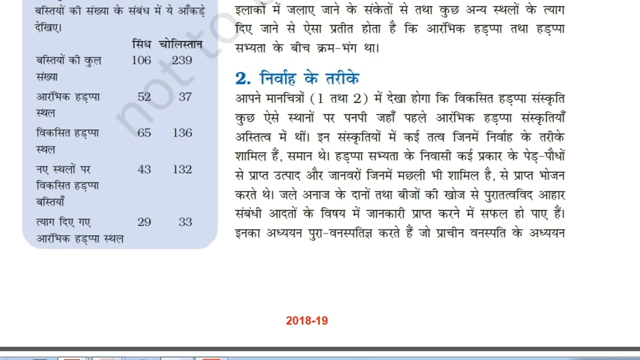 बस्तियों की संख्या के संबंध में ये आँकड़े
देखिए।
सिंध चोलिस्तान
बस्तियों की कुल 106 239
संख्या
आरंभिक हड़प्पा 52 37
स्थल
विकसित हड़प्पा 65 136
स्थल
नए स्थलों पर 43 132
विकसित हड़प्पा
बस्तियाँ
त्याग दिए गए 29 33
आरंभिक हड़प्पा स्थल
इलाकों में जलाए जाने के संकेतों से तथा कुछ अन्य स्थलों के त्याग
दिए जाने से ऐसा प्रतीत होता है कि आरंभिक हड़प्पा तथा हड़प्पा
सभ्यता के बीच क्रम-भंग था।
2. निर्वाह के तरीके
आपने मानचित्रों (1 तथा 2) में देखा होगा कि विकसित हड़प्पा संस्कृति
कुछ ऐसे स्थानों पर पनपी जहाँ पहले आरंभिक हड़प्पा संस्कृतियाँ
अस्तित्व में थीं। इन संस्कृतियों में कई तत्व जिनमें निर्वाह के तरीके
शामिल हैं, समान थे। हड़प्पा सभ्यता के निवासी कई प्रकार के पेड़-पौधों
से प्राप्त उत्पाद और जानवरों जिनमें मछली भी शामिल है, से प्राप्त भोजन
करते थे। जले अनाज के दानों तथा बीजों की खोज से पुरातत्वविद आहार
संबंधी आदतों के विषय में जानकारी प्राप्त करने में सफल हो पाए हैं।
इनका अध्ययन पुरा-वनस्पतिज्ञ करते हैं जो प्राचीन वनस्पति के अध्ययन
not to
2018-19